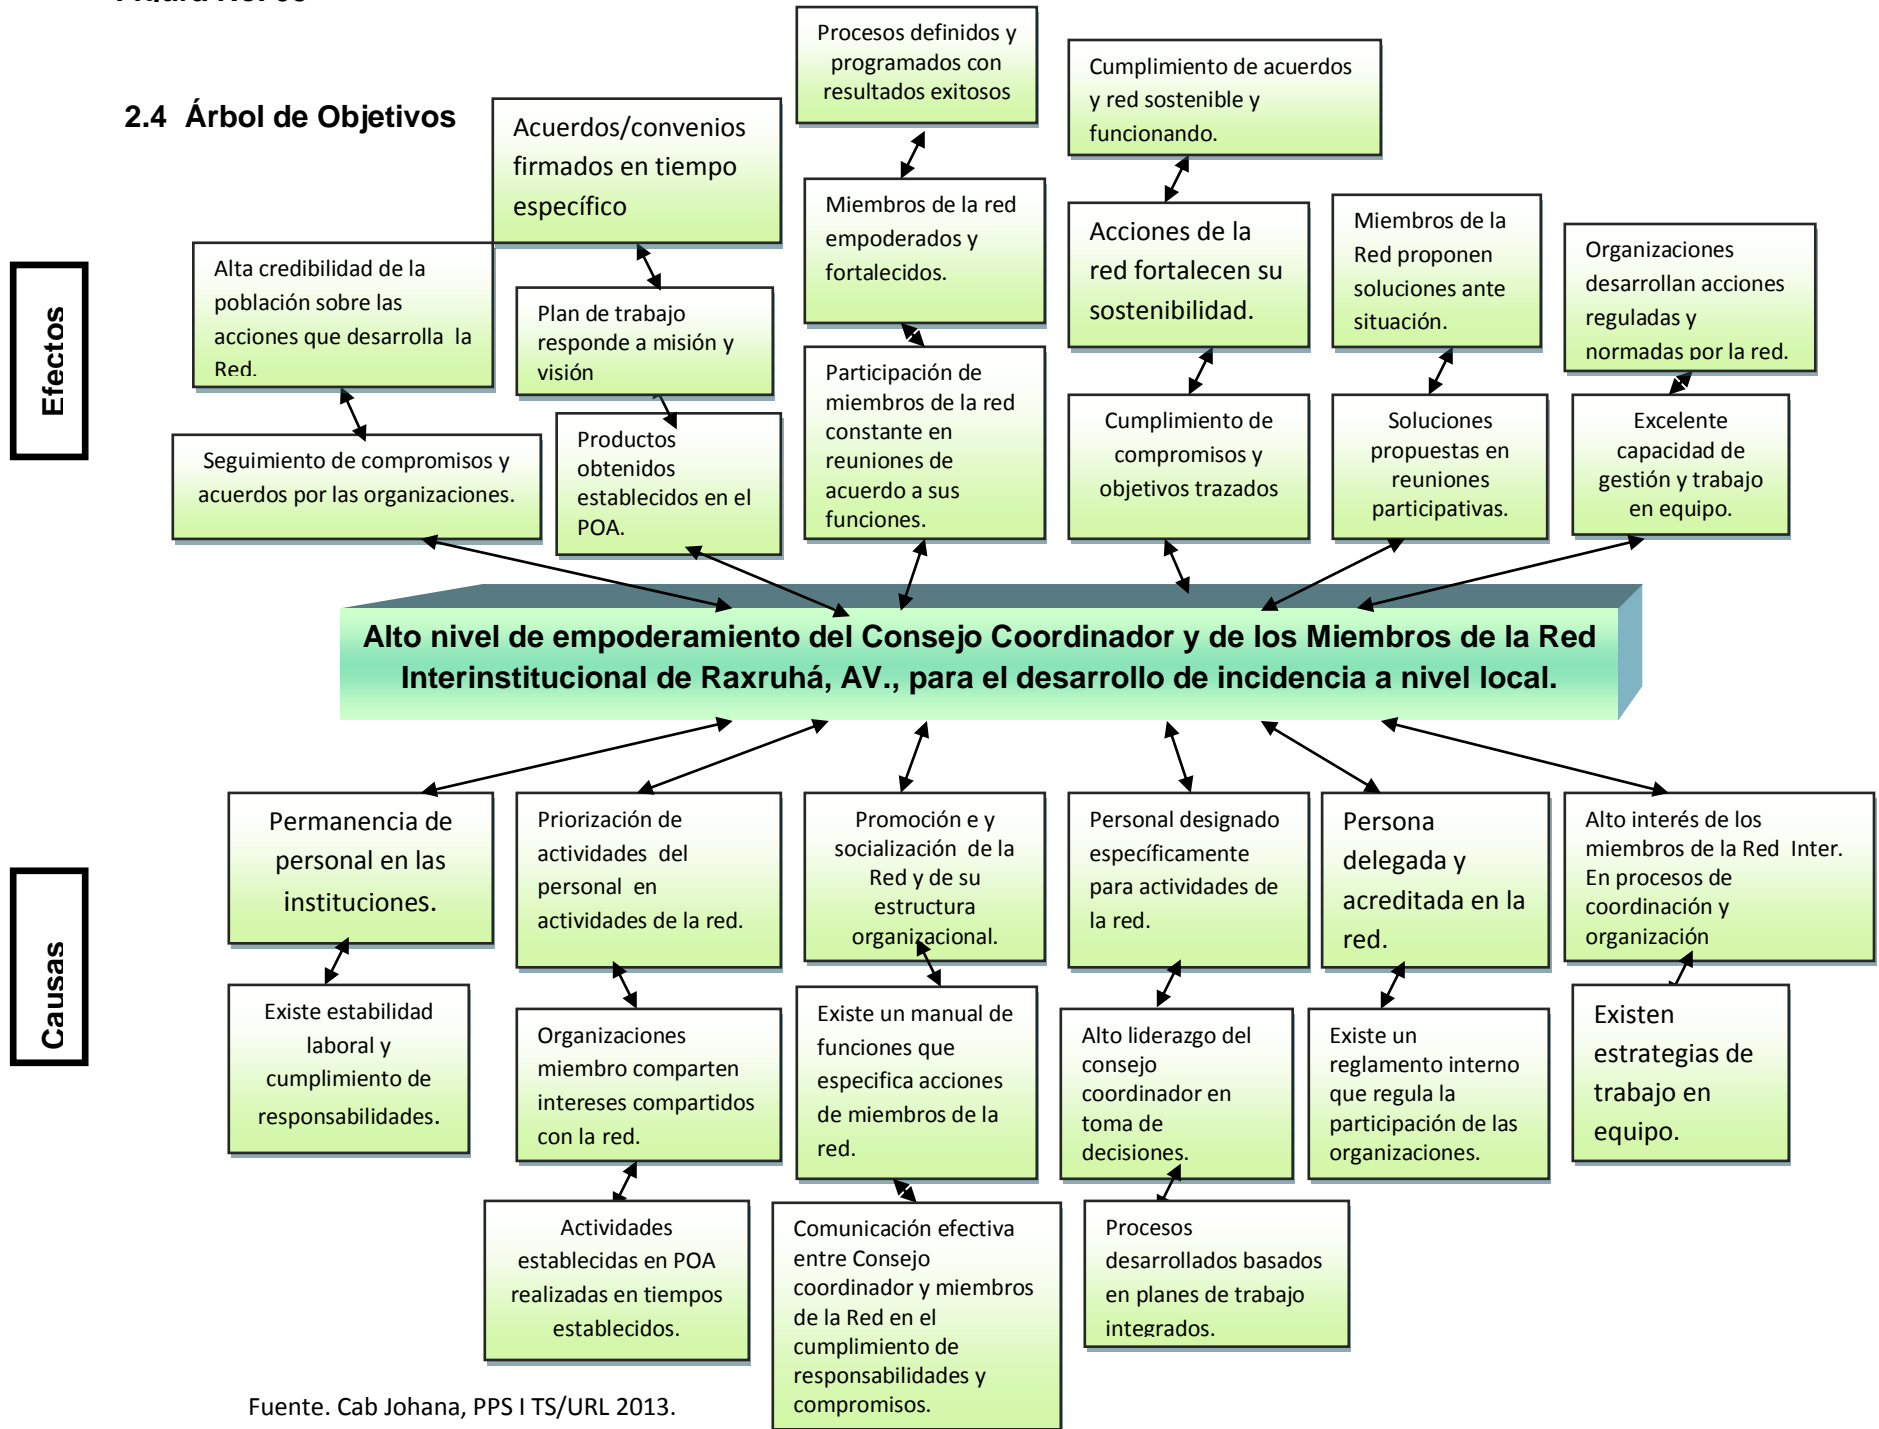 2.4 Árbol de Objetivos
Efectos
Procesos definidos y
programados con
resultados exitosos
Cumplimiento de acuerdos
y red sostenible y
funcionando.
Acuerdos/convenios
firmados en tiempo
específico
Miembros de la red
empoderados y
fortalecidos.
Acciones de la
red fortalecen su
sostenibilidad.
Miembros de la
Red proponen
soluciones ante
situación.
Organizaciones
desarrollan acciones
reguladas y
normadas por la red.
Alta credibilidad de la
población sobre las
acciones que desarrolla la
Red.
Plan de trabajo
responde a misión y
visión
Participación de
miembros de la red
constante en
reuniones de
acuerdo a sus
funciones.
Cumplimiento de
compromisos y
objetivos trazados
Soluciones
propuestas en
reuniones
participativas.
Excelente
capacidad de
gestión y trabajo
en equipo.
Seguimiento de compromisos y
acuerdos por las organizaciones.
Productos
obtenidos
establecidos en el
POA.
Alto nivel de empoderamiento del Consejo Coordinador y de los Miembros de la Red
Interinstitucional de Raxruhá, AV., para el desarrollo de incidencia a nivel local.
Causas
Permanencia de
personal en las
instituciones.
Priorización de
actividades del
personal en
actividades de la red.
Promoción e y
socialización de la
Red y de su
estructura
organizacional.
Personal designado
específicamente
para actividades de
la red.
Persona
delegada y
acreditada en la
red.
Alto interés de los
miembros de la Red Inter.
En procesos de
coordinación y
organización
Existe estabilidad
laboral y
cumplimiento de
responsabilidades.
Organizaciones
miembro comparten
intereses compartidos
con la red.
Existe un manual de
funciones que
especifica acciones
de miembros de la
red.
Alto liderazgo del
consejo
coordinador en
toma de
decisiones.
Existe un
reglamento interno
que regula la
participación de las
organizaciones.
Existen
estrategias de
trabajo en
equipo.
Actividades
establecidas en POA
realizadas en tiempos
establecidos.
Comunicación efectiva
entre Consejo
coordinador y miembros
de la Red en el
cumplimiento de
responsabilidades y
compromisos.
Procesos
desarrollados basados
en planes de trabajo
integrados.
Fuente. Cab Johana, PPS I TS/URL 2013.